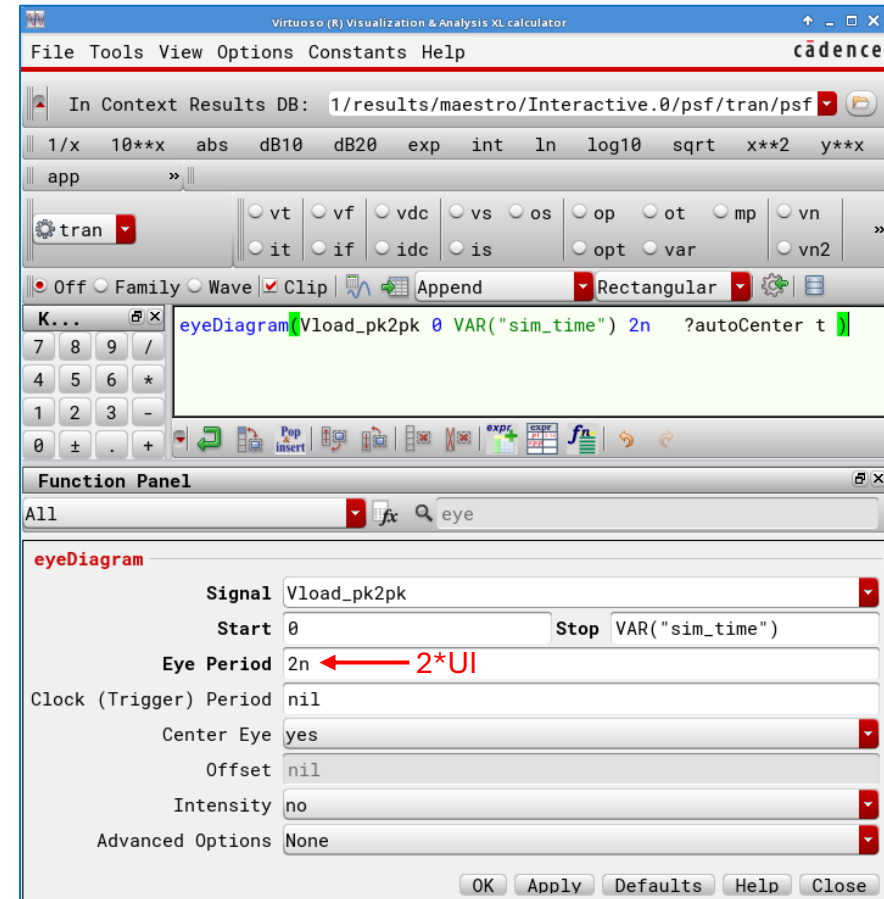 Virtuoso (R) Visualization & Analysis XL calculator
File Tools View Options Constants Help cādence
In Context Results DB: 1/results/maestro/Interactive.0/psf/tran/psf
1/x 10**x abs dB10 dB20 exp int ln log10 sqrt x**2 y**x
app »
tran vt vf vdc vs os op ot mp vn »
it if idc is opt var vn2
Off Family Wave Clip Append Rectangular
K...
eyeDiagram(Vload_pk2pk 0 VAR("sim_time") 2n ?autoCenter t )
7 8 9 /
4 5 6 *
1 2 3 -
0 ± . + Pop & insert expr expr fn
Function Panel
All fx eye
eyeDiagram
Signal Vload_pk2pk
Start 0 Stop VAR("sim_time")
Eye Period 2n 2*UI
Clock (Trigger) Period nil
Center Eye yes
Offset nil
Intensity no
Advanced Options None
OK Apply Defaults Help Close